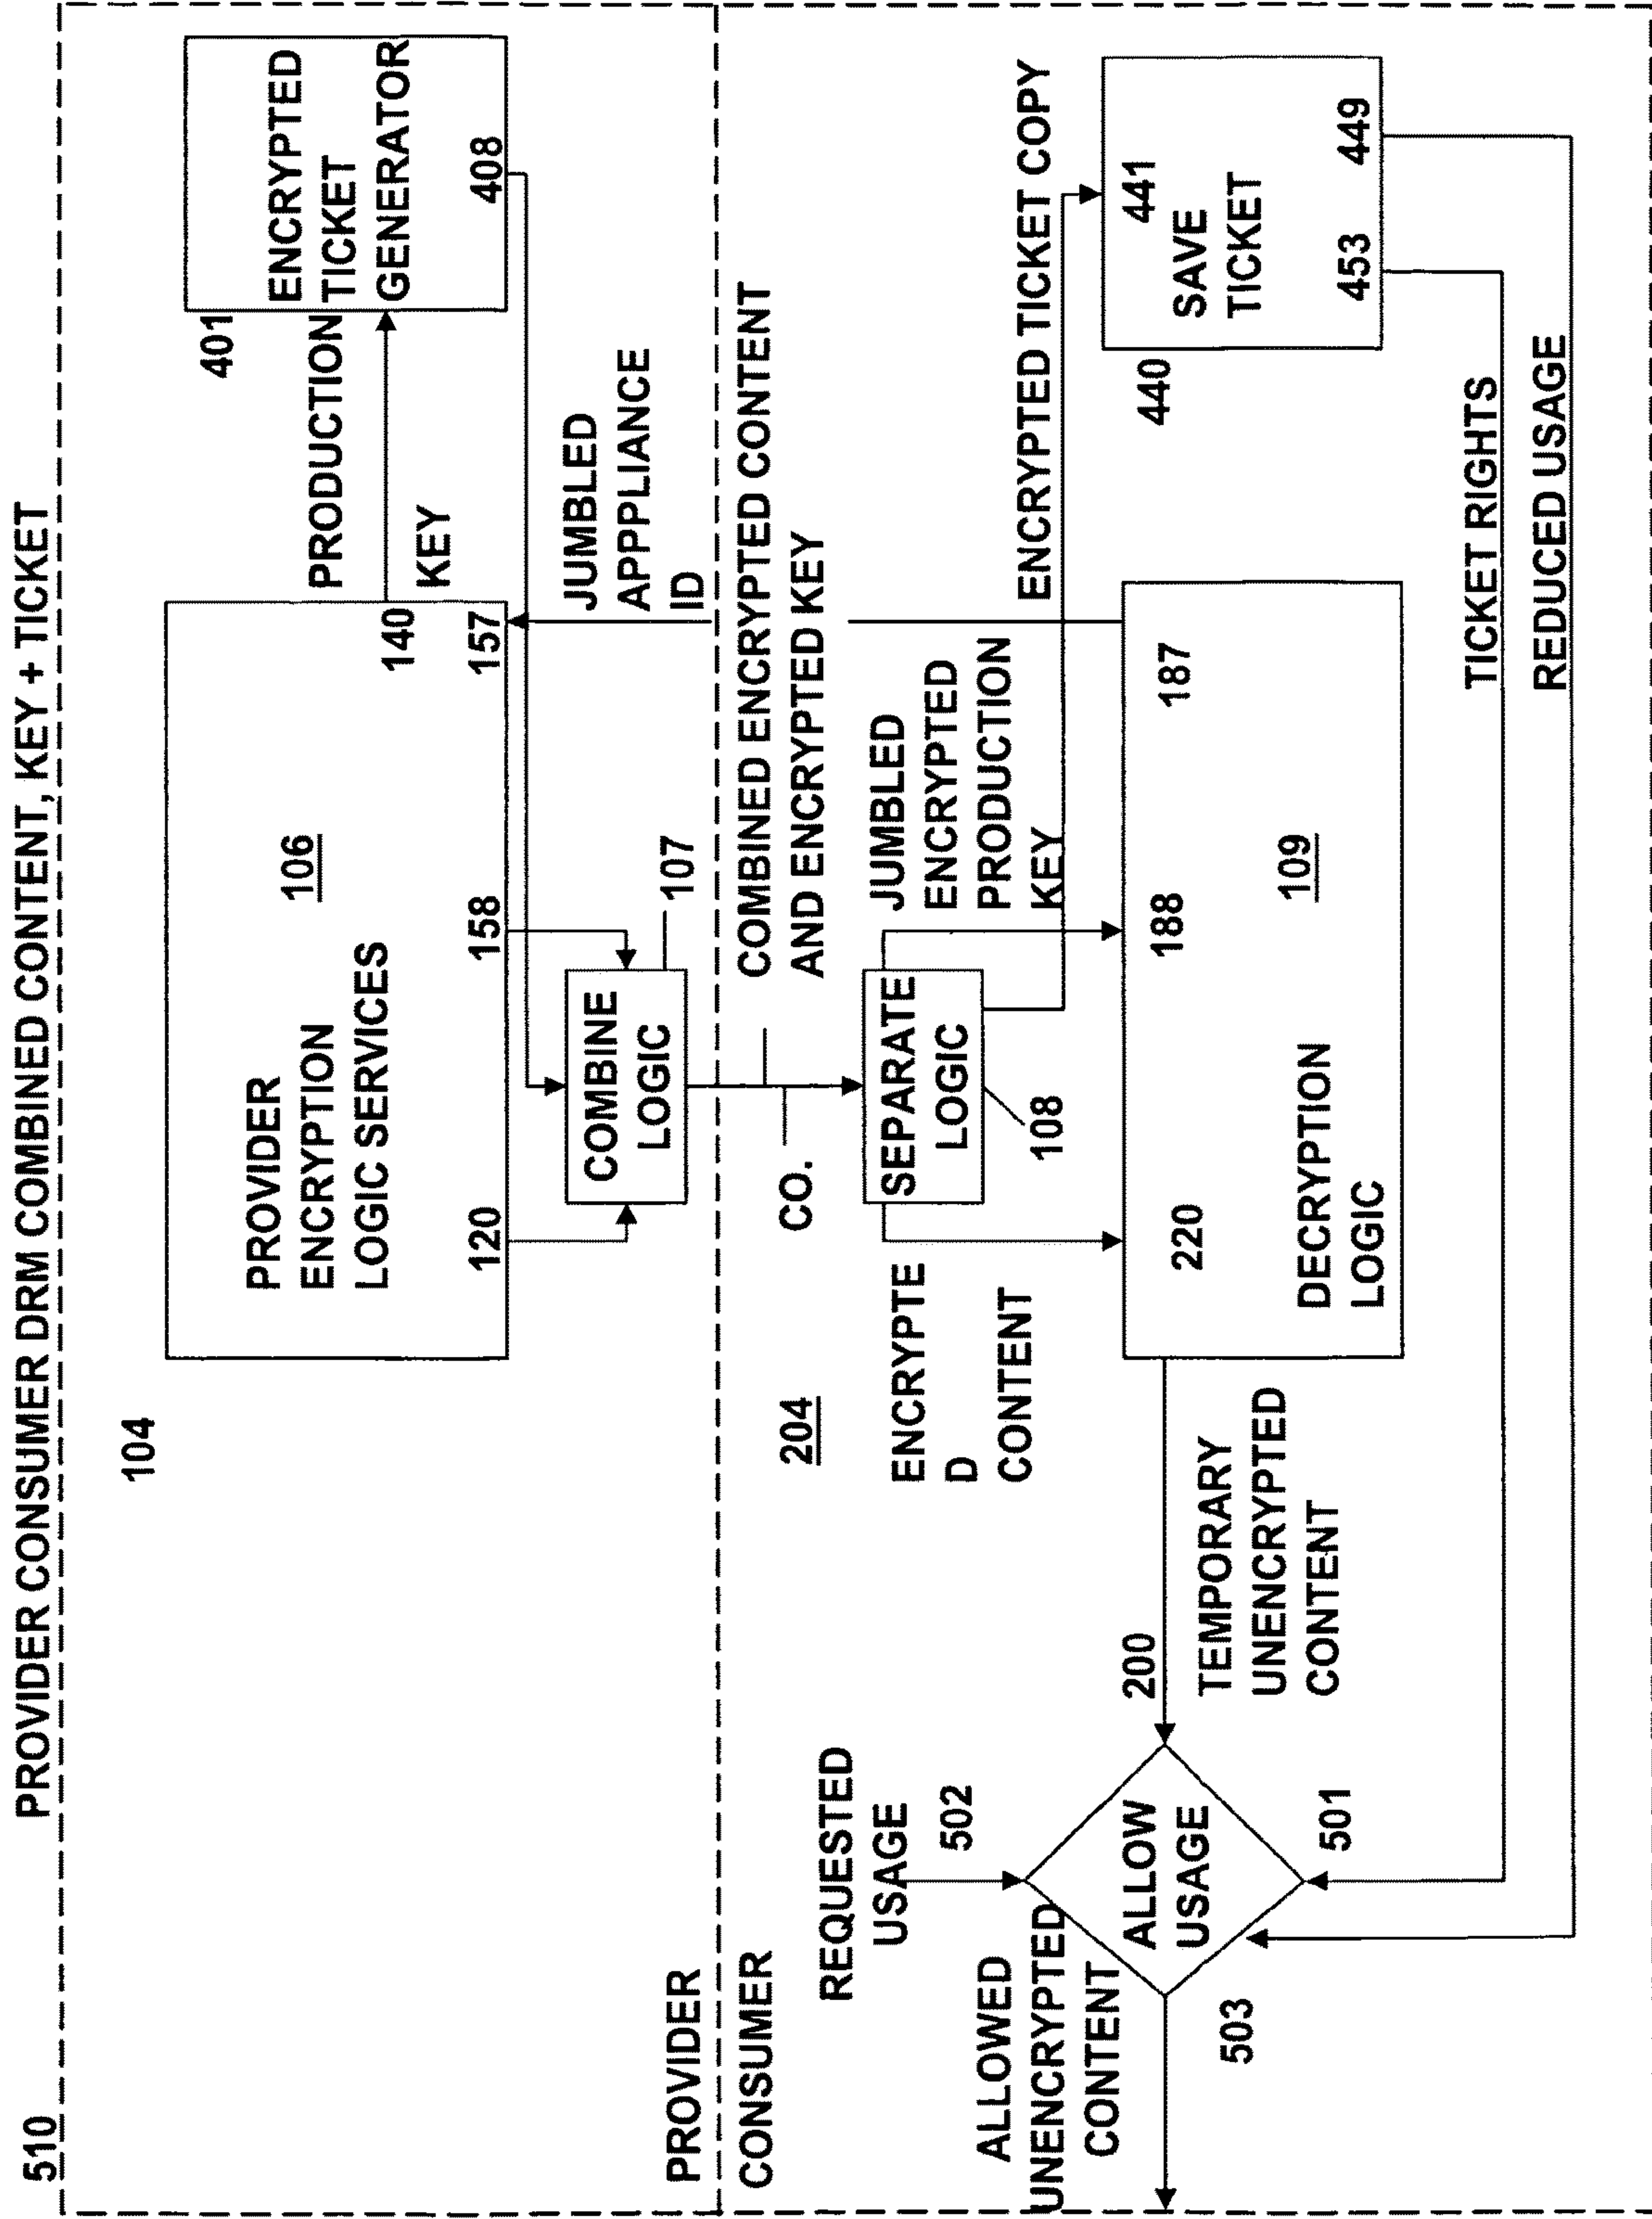 510
PROVIDER CONSUMER DRM COMBINED CONTENT, KEY + TICKET
104
PROVIDER
ENCRYPTION
LOGIC SERVICES
106
120
158
140
157
PRODUCTION
KEY
401
ENCRYPTED
TICKET
GENERATOR
408
COMBINE
LOGIC
107
JUMBLED
APPPLIANCE
ID
PROVIDER
CONSUMER
COMBINED ENCRYPTED CONTENT
AND ENCRYPTED KEY
CO.
204
SEPARATE
LOGIC
108
ENCRYPTE
D
CONTENT
JUMBLED
ENCRYPTED
PRODUCTION
KEY
ENCRYPTED TICKET COPY
REQUESTED
USAGE
502
ALLOWED
UNENCRYPTED
CONTENT
ALLOW
USAGE
200
TEMPORARY
UNENCRYPTED
CONTENT
220
188
187
DECRYPTION
LOGIC
109
440
441
SAVE
TICKET
453
449
503
501
TICKET RIGHTS
REDUCED USAGE